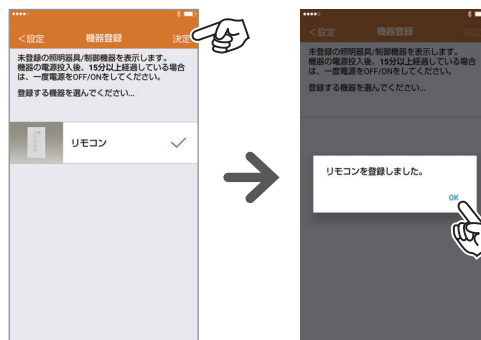 <設定 機器登録 決定
未登録の照明器具/制御機器を表示します。
機器の電源投入後、15分以上経過している場合
は、一度電源をOFF/ONをしてください。
登録する機器を選んでください...
リモコン
<設定 機器登録 決定
未登録の照明器具/制御機器を表示します。
機器の電源投入後、15分以上経過している場合
は、一度電源をOFF/ONをしてください。
登録する機器を選んでください...
リモコンを登録しました。
OK